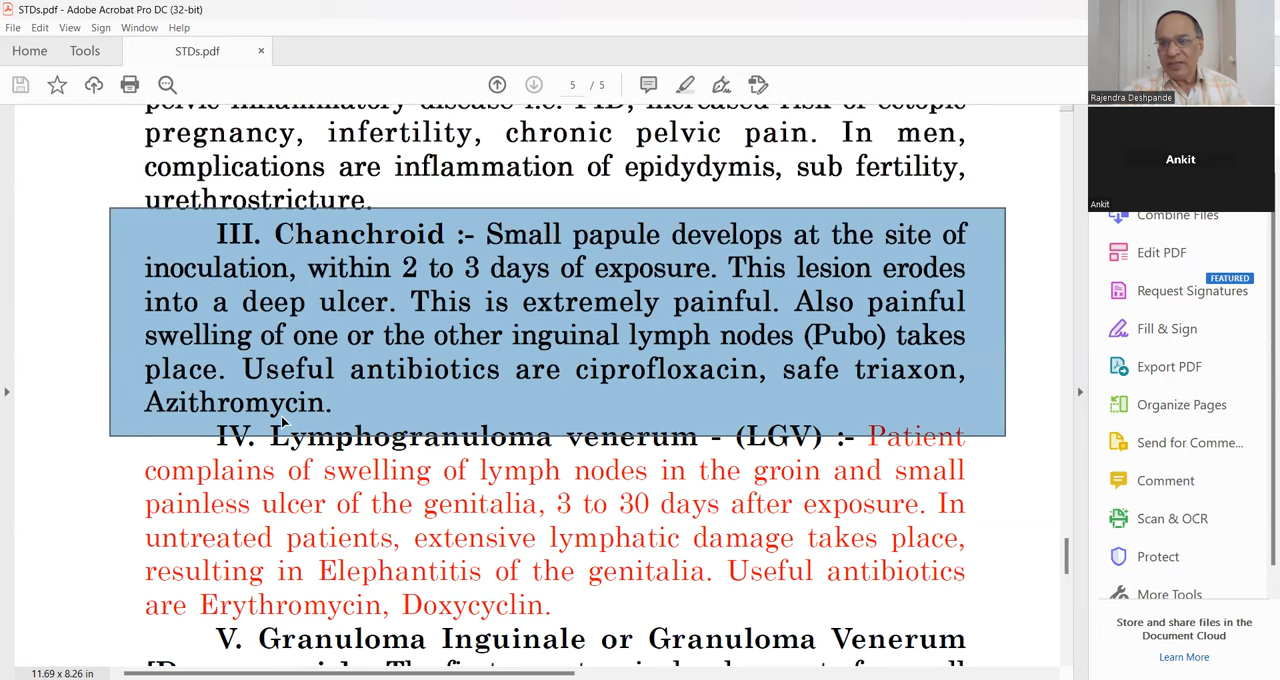 STDs.pdf - Adobe Acrobat Pro DC (32-bit)
File Edit View Sign Window Help
Home Tools STDs.pdf ×
5 / 5
pregnancy, infertility, chronic pelvic pain. In men,
complications are inflammation of epidydymis, sub fertility,
urethrostricture.
III. Chanchroid :- Small papule develops at the site of
inoculation, within 2 to 3 days of exposure. This lesion erodes
into a deep ulcer. This is extremely painful. Also painful
swelling of one or the other inguinal lymph nodes (Pubo) takes
place. Useful antibiotics are ciprofloxacin, safe triaxon,
Azithromycin.
IV. Lymphogranuloma venerum - (LGV) :- Patient
complains of swelling of lymph nodes in the groin and small
painless ulcer of the genitalia, 3 to 30 days after exposure. In
untreated patients, extensive lymphatic damage takes place,
resulting in Elephantitis of the genitalia. Useful antibiotics
are Erythromycin, Doxycyclin.
V. Granuloma Inguinale or Granuloma Venerum
11.69 x 8.26 in
Rajendra Deshpande
Ankit
Ankit
Combine Files
Edit PDF
FEATURED
Request Signatures
Fill & Sign
Export PDF
Organize Pages
Send for Comme...
Comment
Scan & OCR
Protect
More Tools
Store and share files in the
Document Cloud
Learn More